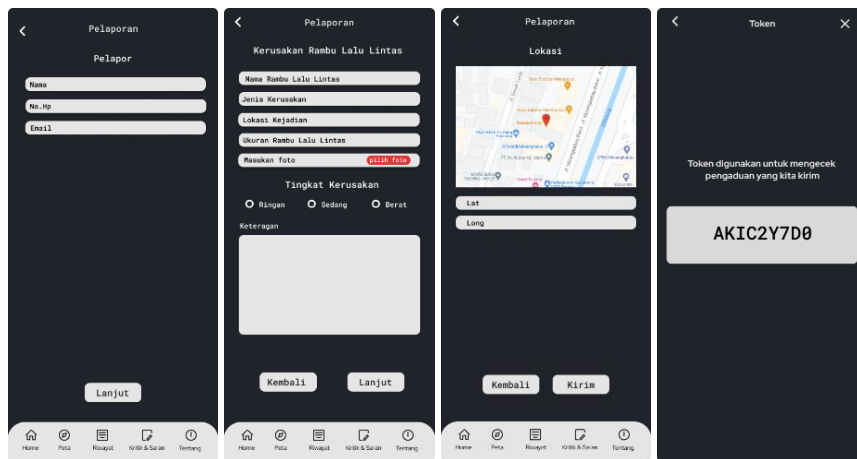 Pelaporan
Pelapor
Nama
No.Hp
Email
Lanjut
Home Peta Riwayat Kritik & Saran Tentang
Pelaporan
Kerusakan Rambu Lalu Lintas
Nama Rambu Lalu Lintas
Jenis Kerusakan
Lokasi Kejadian
Ukuran Rambu Lalu Lintas
Masukan foto pilih foto
Tingkat Kerusakan
Ringan Sedang Berat
Keteragan
Kembali Lanjut
Home Peta Riwayat Kritik & Saran Tentang
Pelaporan
Lokasi
Lat
Long
Kembali Kirim
Home Peta Riwayat Kritik & Saran Tentang
Token
Token digunakan untuk mengecek
pengaduan yang kita kirim
AKIC2Y7D0